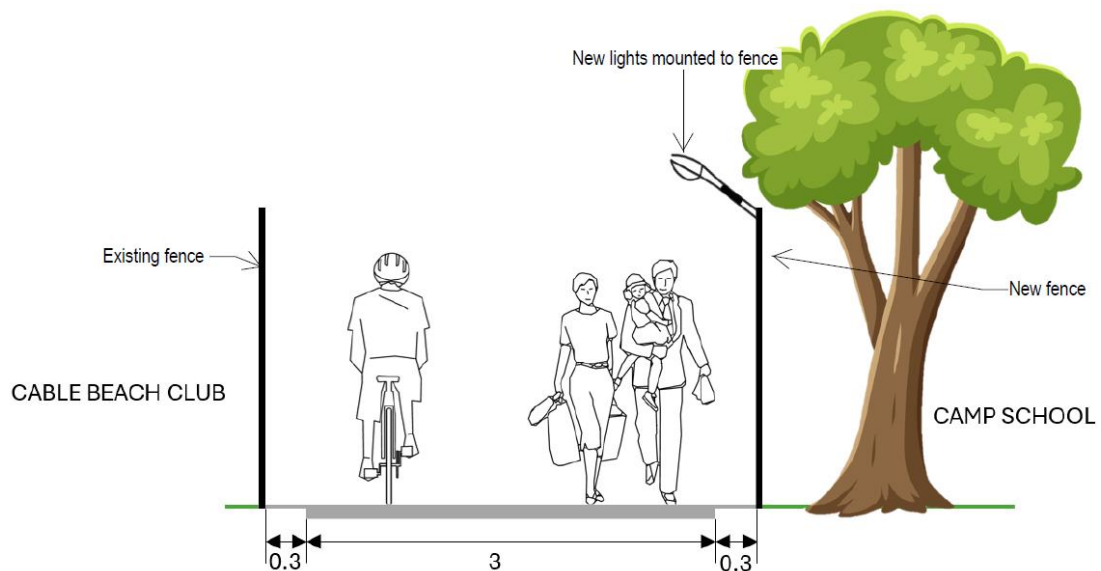 New lights mounted to fence
Existing fence
New fence
CABLE BEACH CLUB
CAMP SCHOOL
0.3
3
0.3